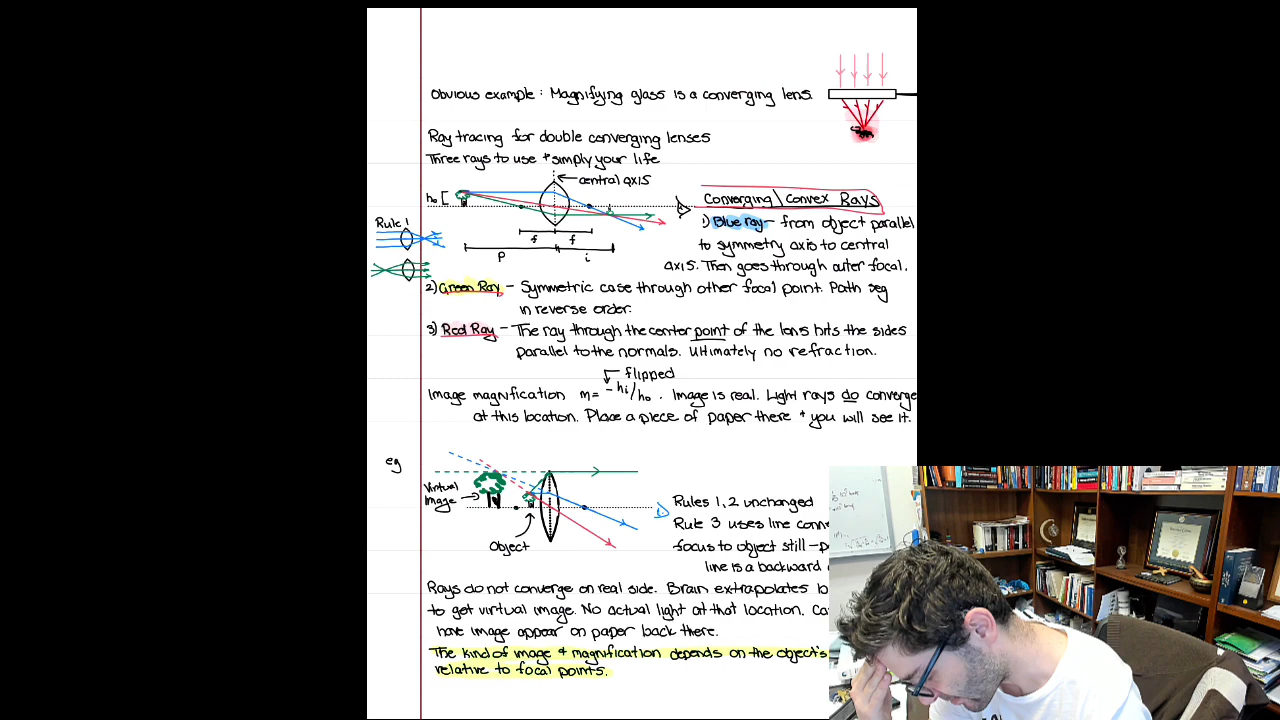 Obvious example: Magnifying glass is a converging lens.
Ray tracing for double converging lenses
Three rays to use + simply your life
central axis
ho
f f
p i
Rule 1
Converging \ Convex Rays
1) Blue ray - from object parallel
to symmetry axis to central
axis. Then goes through outer focal.
2) Green Ray - Symmetric case through other focal point. Path seg
in reverse order.
3) Red Ray - The ray through the center point of the lens hits the sides
parallel to the normals. Ultimately no refraction.
flipped
Image magnification m= -hi/ho. Image is real. Light rays do converge
at this location. Place a piece of paper there + you will see it.
eg
Virtual
Image
Object
Rules 1, 2 unchanged
Rule 3 uses line conn
focus to object still -
line is a backward
Rays do not converge on real side. Brain extrapolates
to get virtual image. No actual light at that location.
have image appear on paper back there.
The kind of image + magnification depends on the object's
relative to focal points.